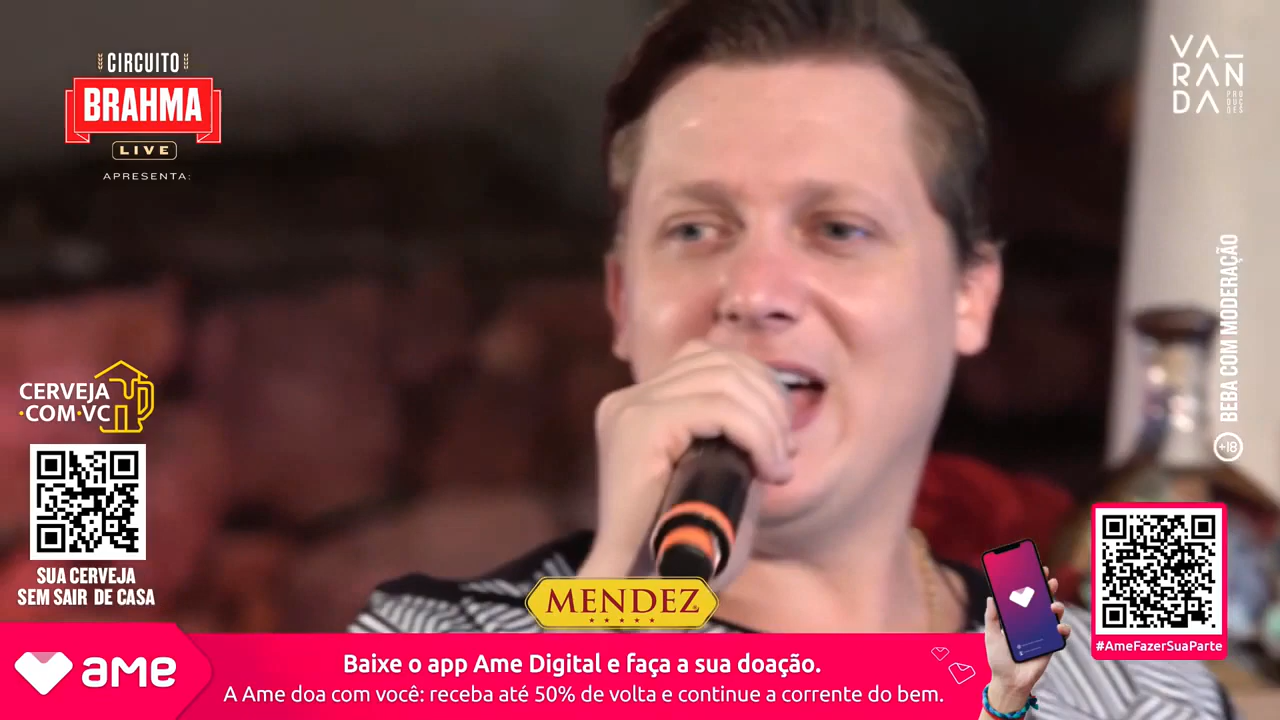 CIRCUITO
BRAHMA
LIVE
APRESENTA:
VA_
RAN
DA
PRODUÇÕES
BEBA COM MODERAÇÃO
+18
CERVEJA
•COM•VC
SUA CERVEJA
SEM SAIR DE CASA
MENDEZ
#AmeFazerSuaParte
ame
Baixe o app Ame Digital e faça a sua doação.
A Ame doa com você: receba até 50% de volta e continue a corrente do bem.